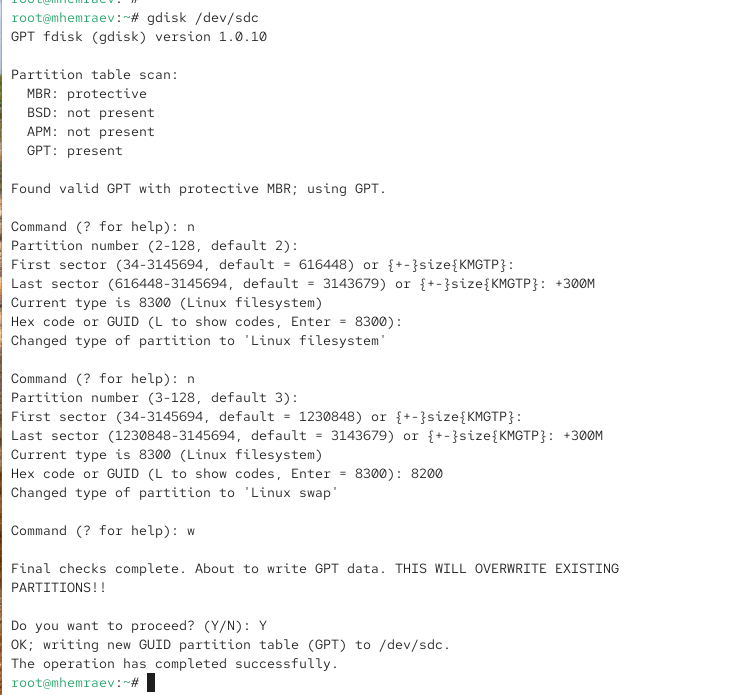 root@mhemraev:~#
root@mhemraev:~# gdisk /dev/sdc
GPT fdisk (gdisk) version 1.0.10
Partition table scan:
MBR: protective
BSD: not present
APM: not present
GPT: present
Found valid GPT with protective MBR; using GPT.
Command (? for help): n
Partition number (2-128, default 2):
First sector (34-3145694, default = 616448) or {+-}size{KMGTP}:
Last sector (616448-3145694, default = 3143679) or {+-}size{KMGTP}: +300M
Current type is 8300 (Linux filesystem)
Hex code or GUID (L to show codes, Enter = 8300):
Changed type of partition to 'Linux filesystem'
Command (? for help): n
Partition number (3-128, default 3):
First sector (34-3145694, default = 1230848) or {+-}size{KMGTP}:
Last sector (1230848-3145694, default = 3143679) or {+-}size{KMGTP}: +300M
Current type is 8300 (Linux filesystem)
Hex code or GUID (L to show codes, Enter = 8300): 8200
Changed type of partition to 'Linux swap'
Command (? for help): w
Final checks complete. About to write GPT data. THIS WILL OVERWRITE EXISTING
PARTITIONS!!
Do you want to proceed? (Y/N): Y
OK; writing new GUID partition table (GPT) to /dev/sdc.
The operation has completed successfully.
root@mhemraev:~#